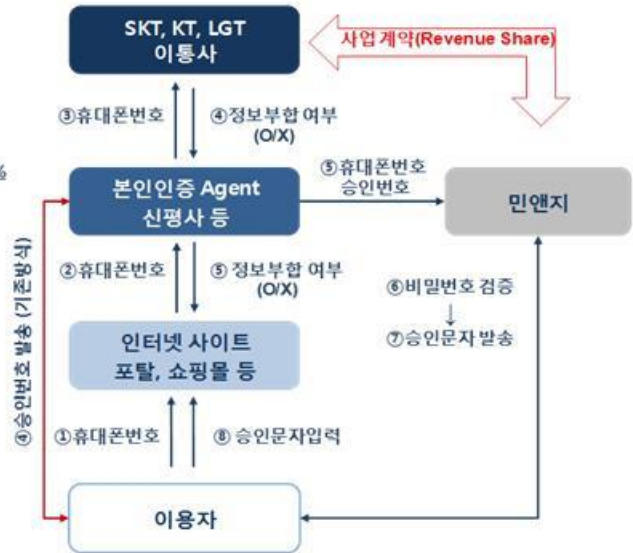 SKT, KT, LGT
이통사
사업 계약(Revenue Share)
③휴대폰번호
④정보부합 여부
(O/X)
%
본인인증 Agent
신평사 등
⑤휴대폰번호
승인번호
민앤지
②휴대폰번호
⑤ 정보부합 여부
(O/X)
④승인번호 발송 (기존방식)
⑥비밀번호 검증
↓
⑦승인문자 발송
인터넷 사이트
포탈, 쇼핑몰 등
①휴대폰번호
⑧ 승인문자입력
이용자